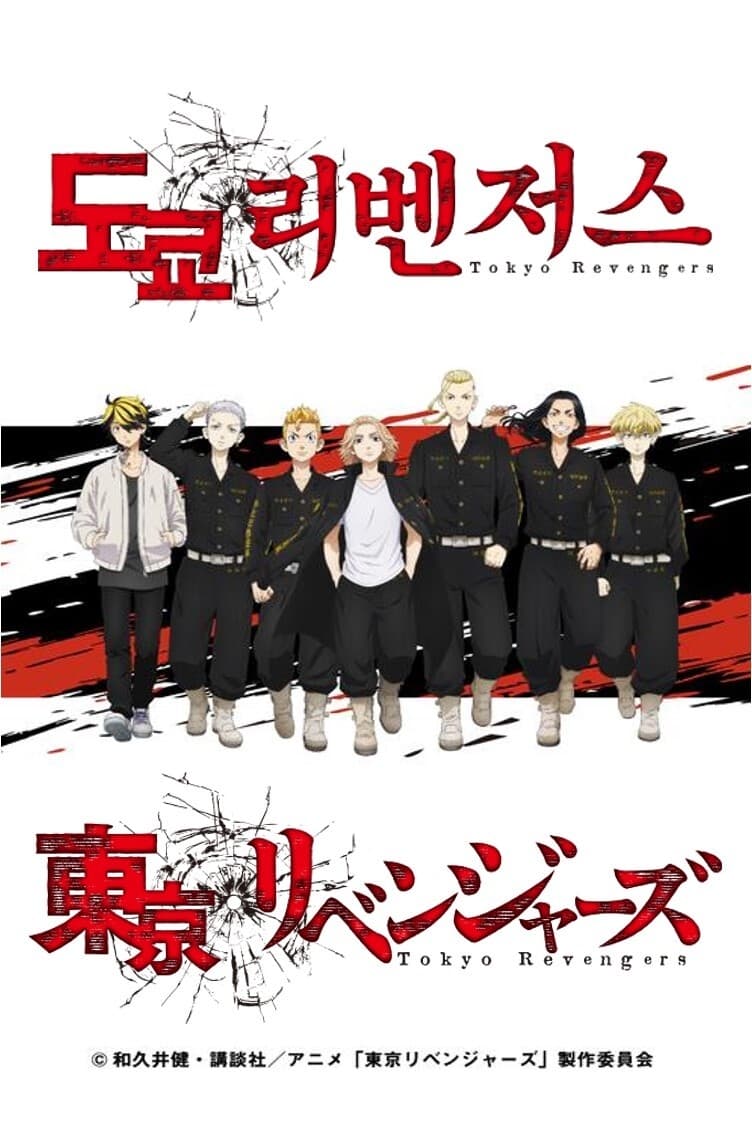 도쿄 리벤저스
Tokyo Revengers
東京リベンジャーズ
Tokyo Revengers
© 和久井健・講談社／アニメ「東京リベンジャーズ」製作委員会